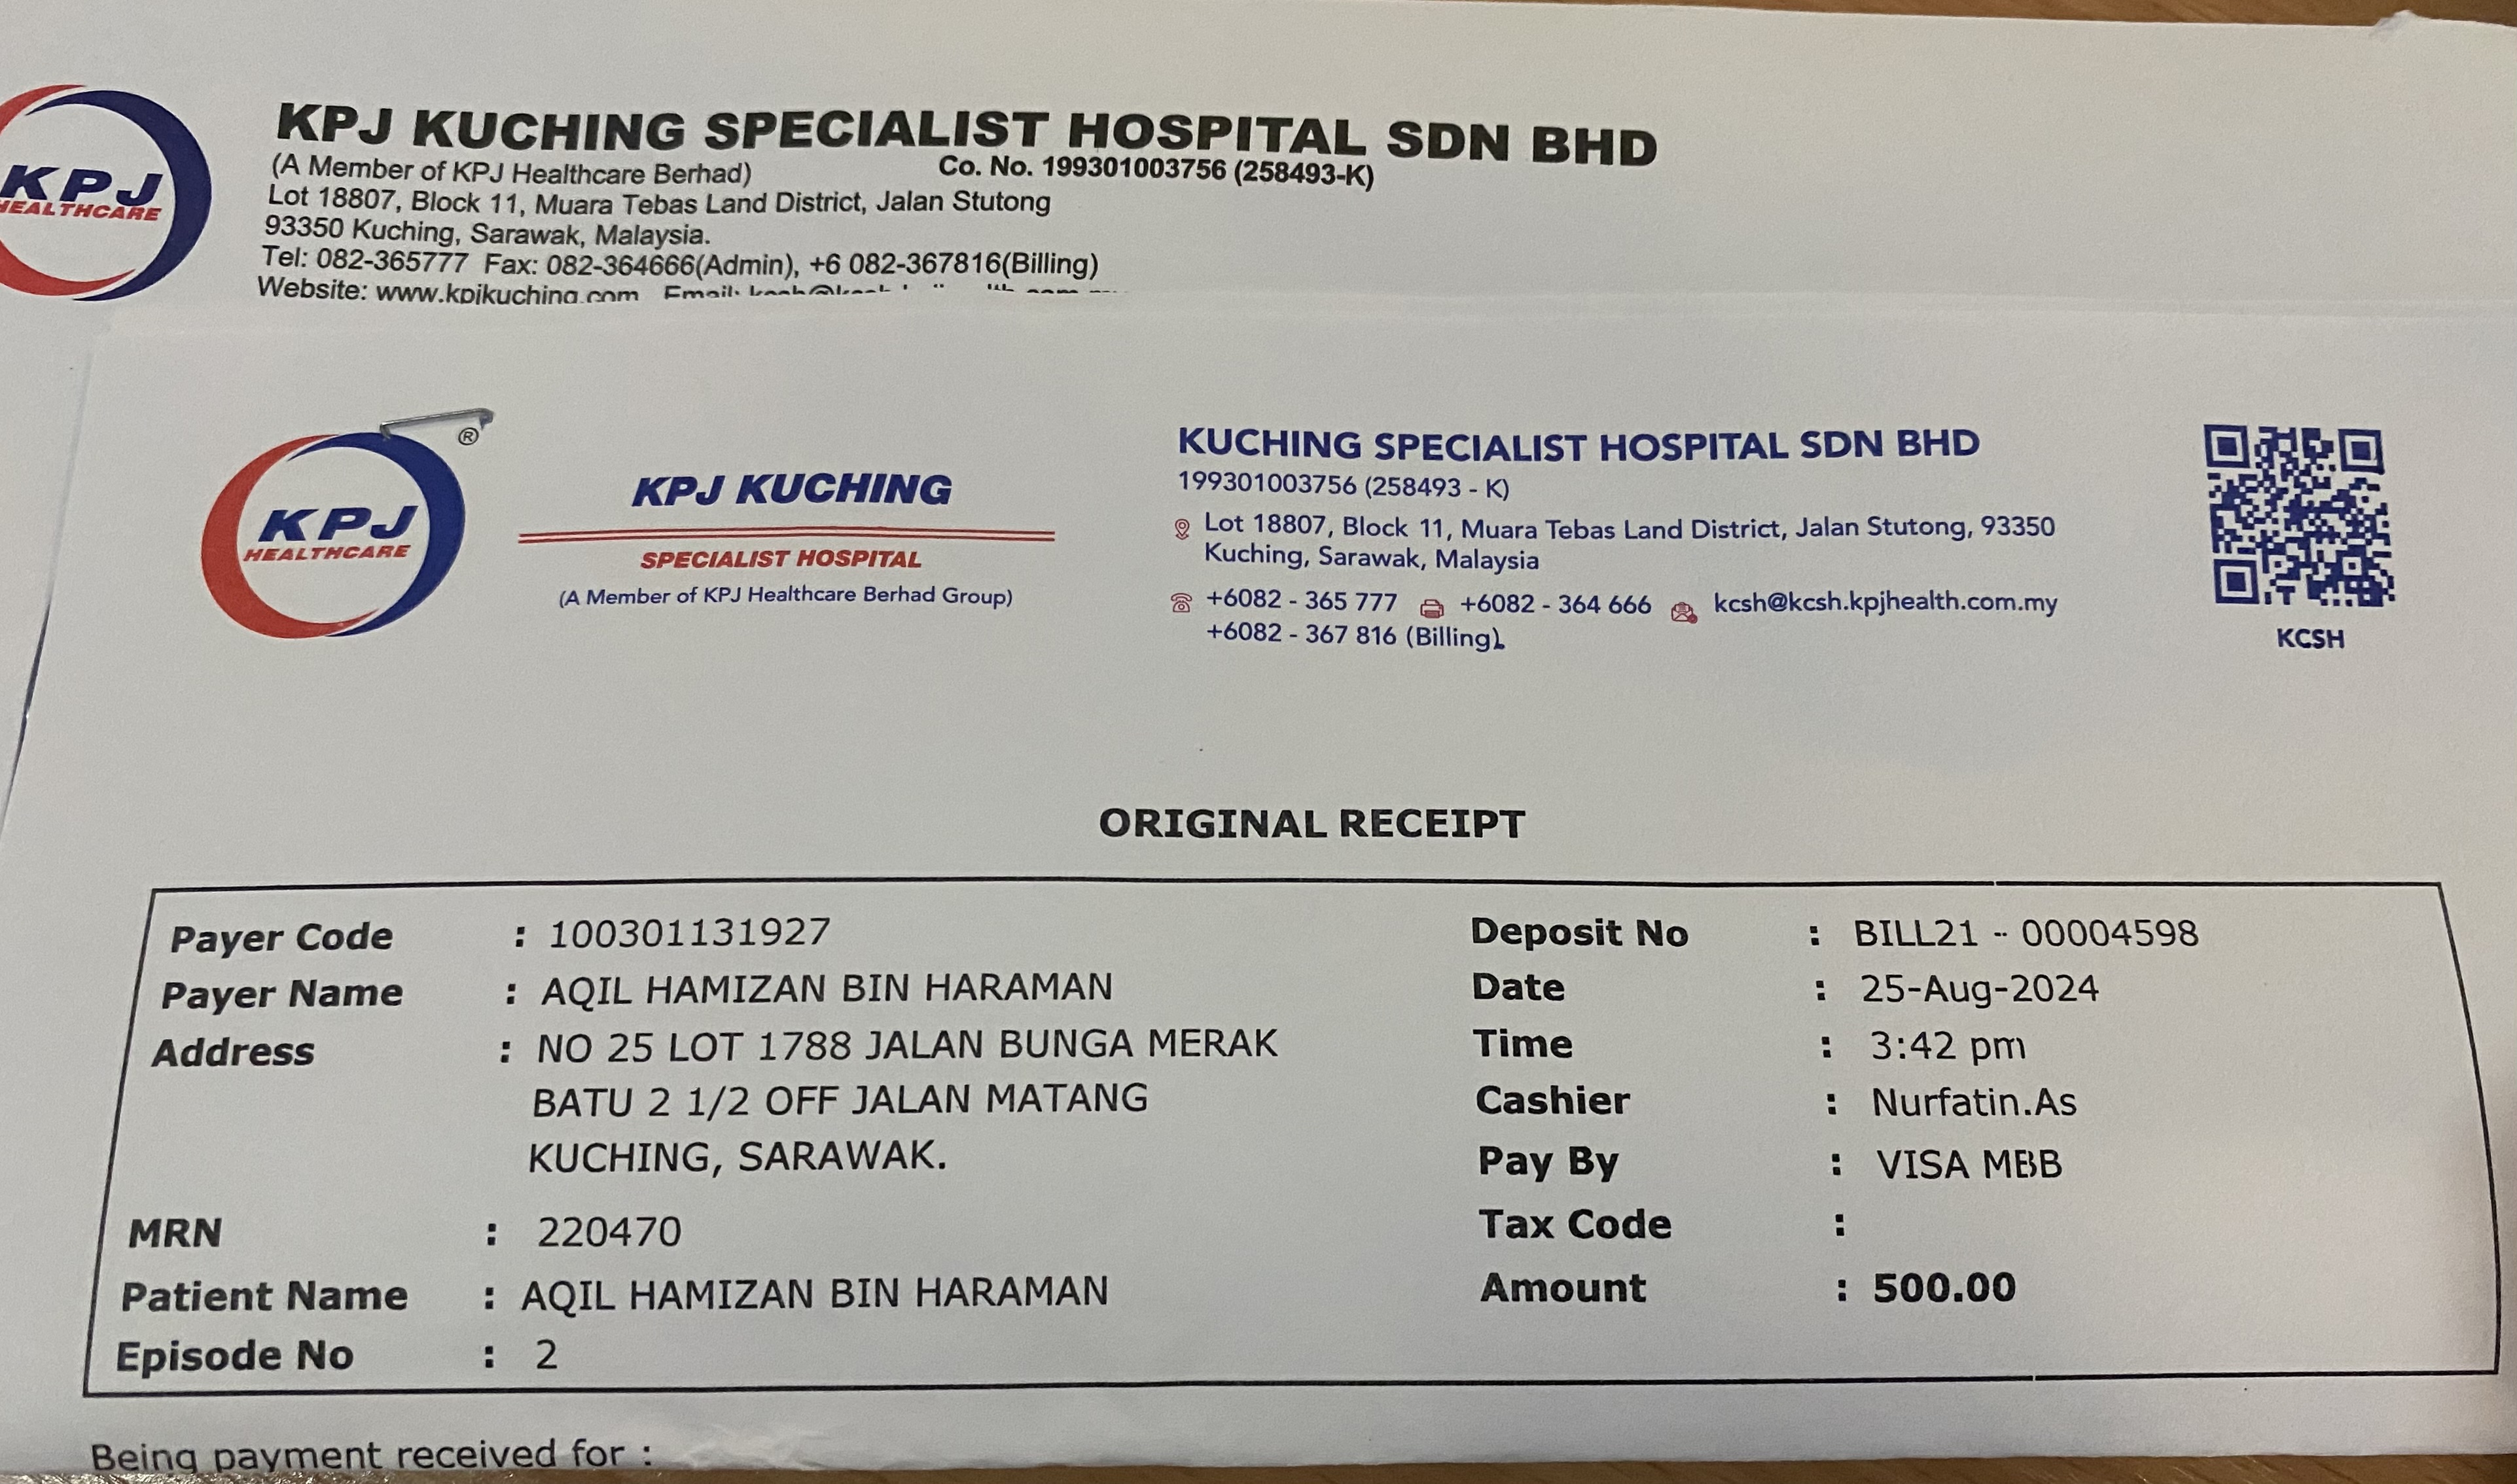 KPJ
HEALTHCARE
KPJ KUCHING SPECIALIST HOSPITAL SDN BHD
(A Member of KPJ Healthcare Berhad) Co. No. 199301003756 (258493-K)
Lot 18807, Block 11, Muara Tebas Land District, Jalan Stutong
93350 Kuching, Sarawak, Malaysia.
Tel: 082-365777 Fax: 082-364666(Admin), +6 082-367816(Billing)
Website: www.kpjkuching.com Email:
KPJ
HEALTHCARE
®
KPJ KUCHING
SPECIALIST HOSPITAL
(A Member of KPJ Healthcare Berhad Group)
KUCHING SPECIALIST HOSPITAL SDN BHD
199301003756 (258493 - K)
Lot 18807, Block 11, Muara Tebas Land District, Jalan Stutong, 93350
Kuching, Sarawak, Malaysia
+6082 - 365 777 +6082 - 364 666 kcsh@kcsh.kpjhealth.com.my
+6082 - 367 816 (Billing)
KCSH
ORIGINAL RECEIPT
Payer Code : 100301131927 Deposit No : BILL21 - 00004598
Payer Name : AQIL HAMIZAN BIN HARAMAN Date : 25-Aug-2024
Address : NO 25 LOT 1788 JALAN BUNGA MERAK Time : 3:42 pm
BATU 2 1/2 OFF JALAN MATANG Cashier : Nurfatin.As
KUCHING, SARAWAK. Pay By : VISA MBB
MRN : 220470 Tax Code :
Patient Name : AQIL HAMIZAN BIN HARAMAN Amount : 500.00
Episode No : 2
Being payment received for :